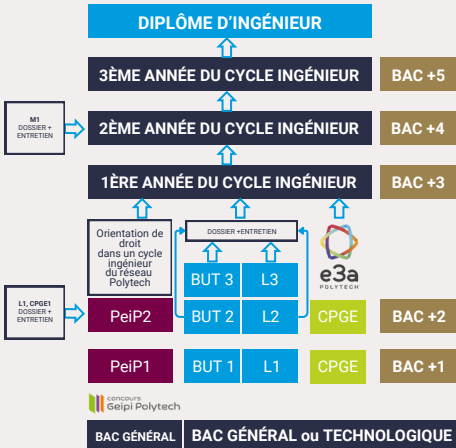 DIPLÔME D'INGÉNIEUR
3ÈME ANNÉE DU CYCLE INGÉNIEUR
BAC +5
M1
DOSSIER +
ENTRETIEN
2ÈME ANNÉE DU CYCLE INGÉNIEUR
BAC +4
1ÈRE ANNÉE DU CYCLE INGÉNIEUR
BAC +3
Orientation de
droit
dans un cycle
ingénieur
du réseau
Polytech
DOSSIER +ENTRETIEN
e3a
POLYTECH
BUT 3
L3
L1, CPGE1
DOSSIER +
ENTRETIEN
PeiP2
BUT 2
L2
CPGE
BAC +2
PeiP1
BUT 1
L1
CPGE
BAC +1
concours
Geipi Polytech
BAC GÉNÉRAL
BAC GÉNÉRAL ou TECHNOLOGIQUE